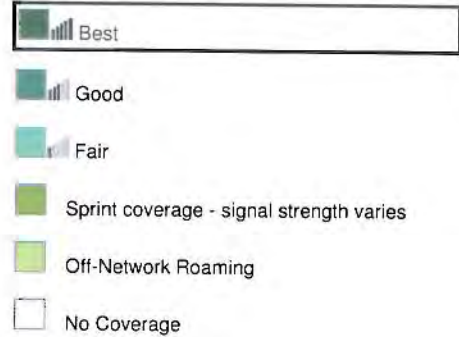 Best
Good
Fair
Sprint coverage - signal strength varies
Off-Network Roaming
No Coverage